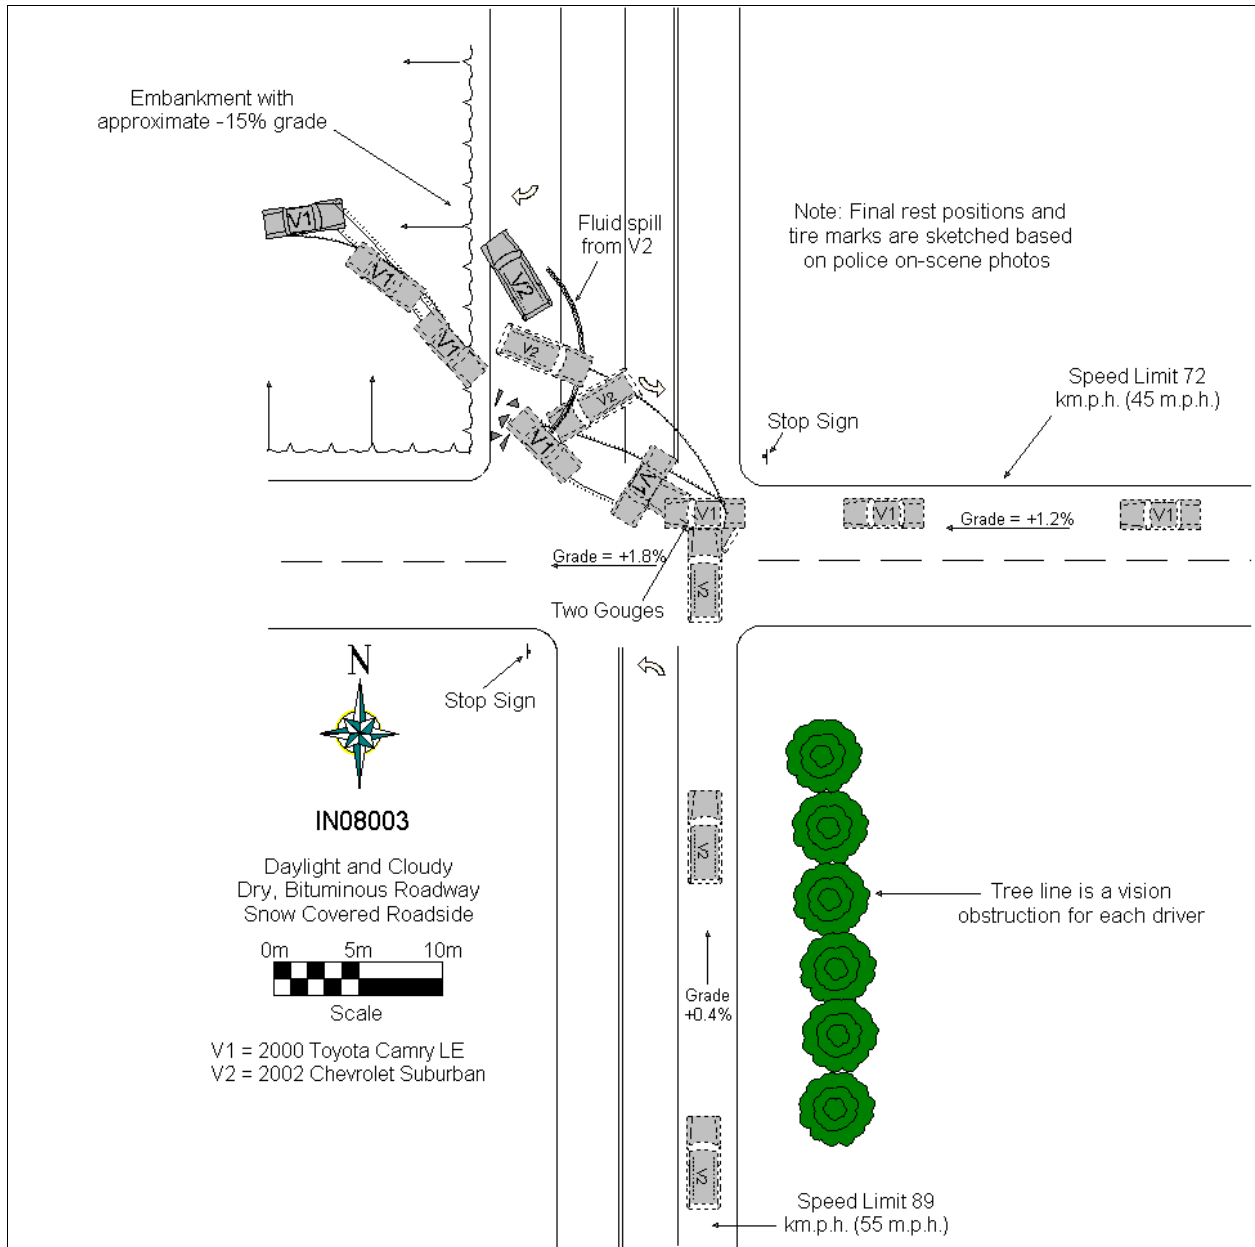 Embankment with
approximate -15% grade
V1
V1
V1
V1
V1
V1
V1
V1
V2
V2
V2
V2
V2
V2
Fluid spill
from V2
Note: Final rest positions and
tire marks are sketched based
on police on-scene photos
Speed Limit 72
km.p.h. (45 m.p.h.)
Stop Sign
Grade = +1.2%
Grade = +1.8%
Two Gouges
Stop Sign
N
IN08003
Daylight and Cloudy
Dry, Bituminous Roadway
Snow Covered Roadside
0m 5m 10m
Scale
V1 = 2000 Toyota Camry LE
V2 = 2002 Chevrolet Suburban
Grade
+0.4%
Tree line is a vision
obstruction for each driver
Speed Limit 89
km.p.h. (55 m.p.h.)